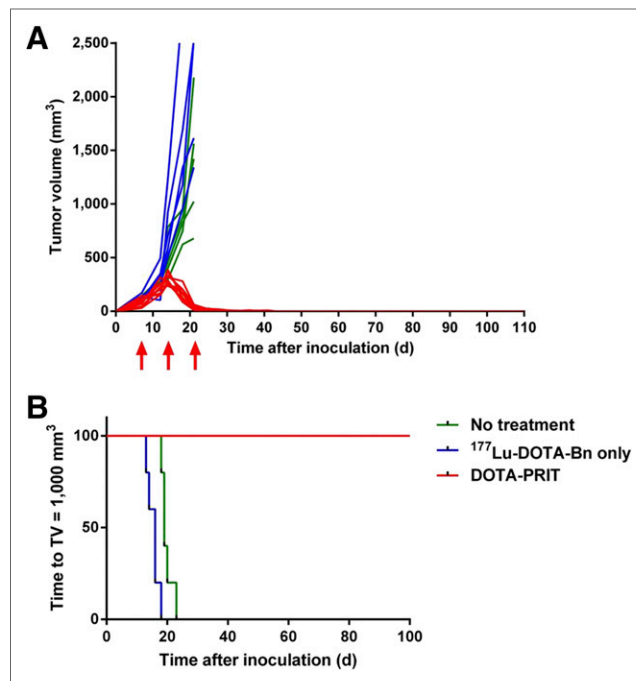 A
2,500
2,000
1,500
1,000
500
0
Tumor volume (mm³)
0 10 20 30 40 50 60 70 80 90 100 110
Time after inoculation (d)
B
100
50
0
Time to TV = 1,000 mm³
0 20 40 60 80 100
Time after inoculation (d)
No treatment
¹⁷⁷Lu-DOTA-Bn only
DOTA-PRIT